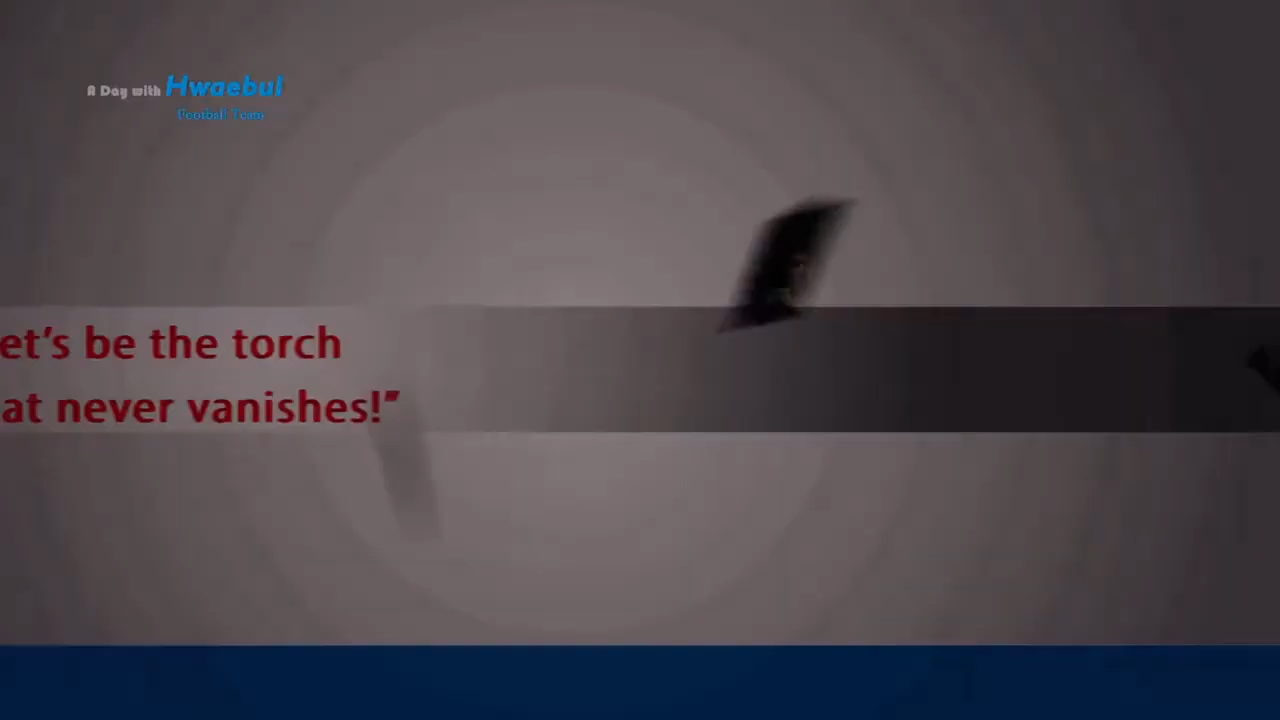 A Day with Hwaebul
Football Team
et's be the torch
at never vanishes!"